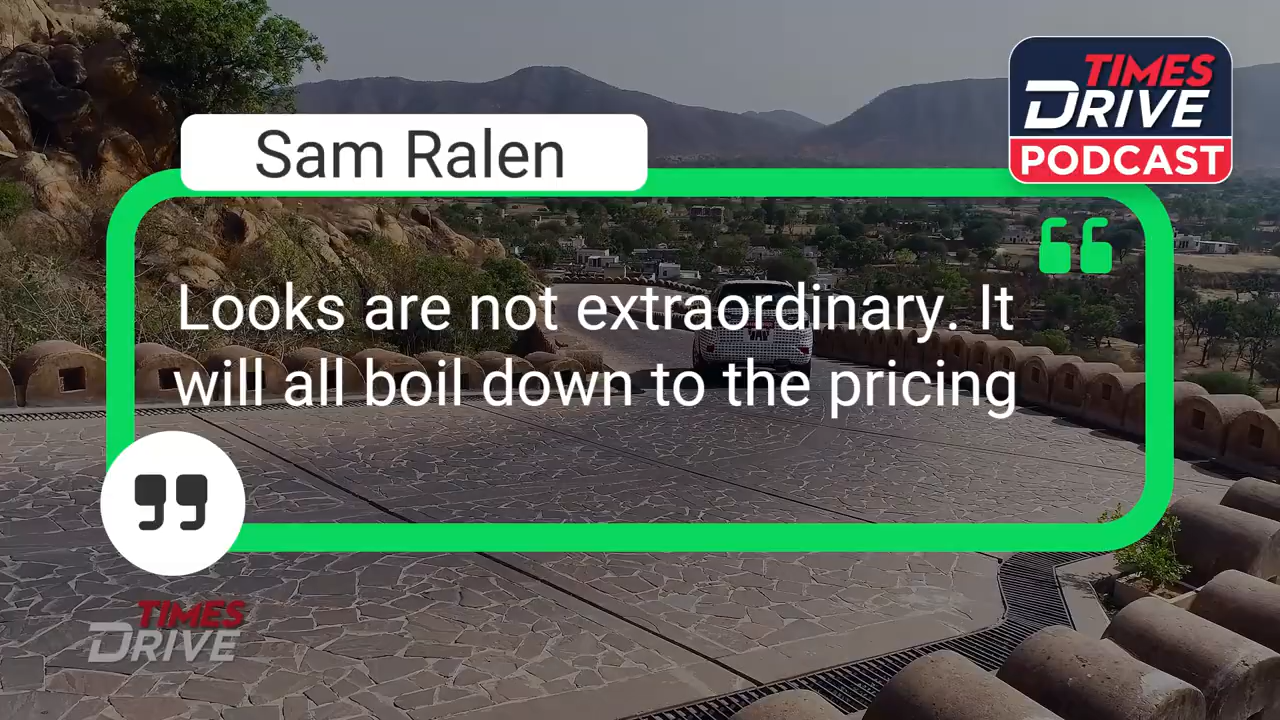 TIMES
DRIVE
PODCAST
Sam Ralen
Looks are not extraordinary. It
will all boil down to the pricing
TIMES
DRIVE